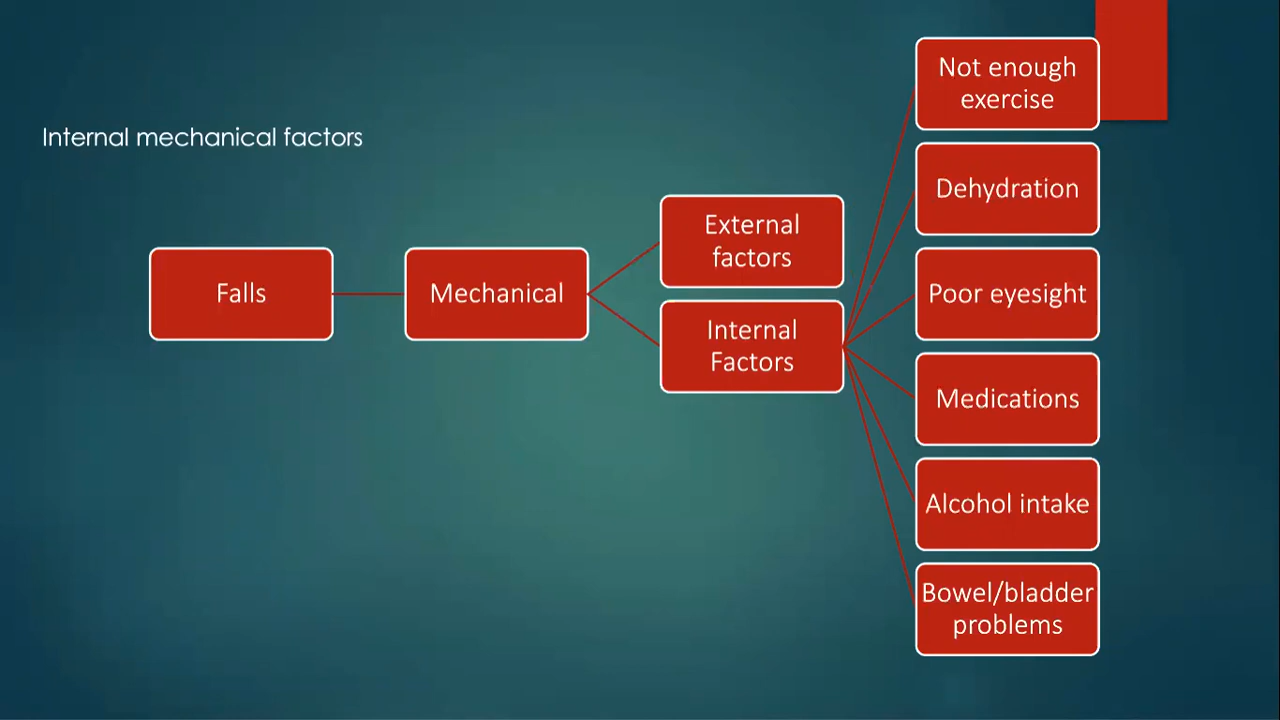 Internal mechanical factors
Falls
Mechanical
External
factors
Internal
Factors
Not enough
exercise
Dehydration
Poor eyesight
Medications
Alcohol intake
Bowel/bladder
problems